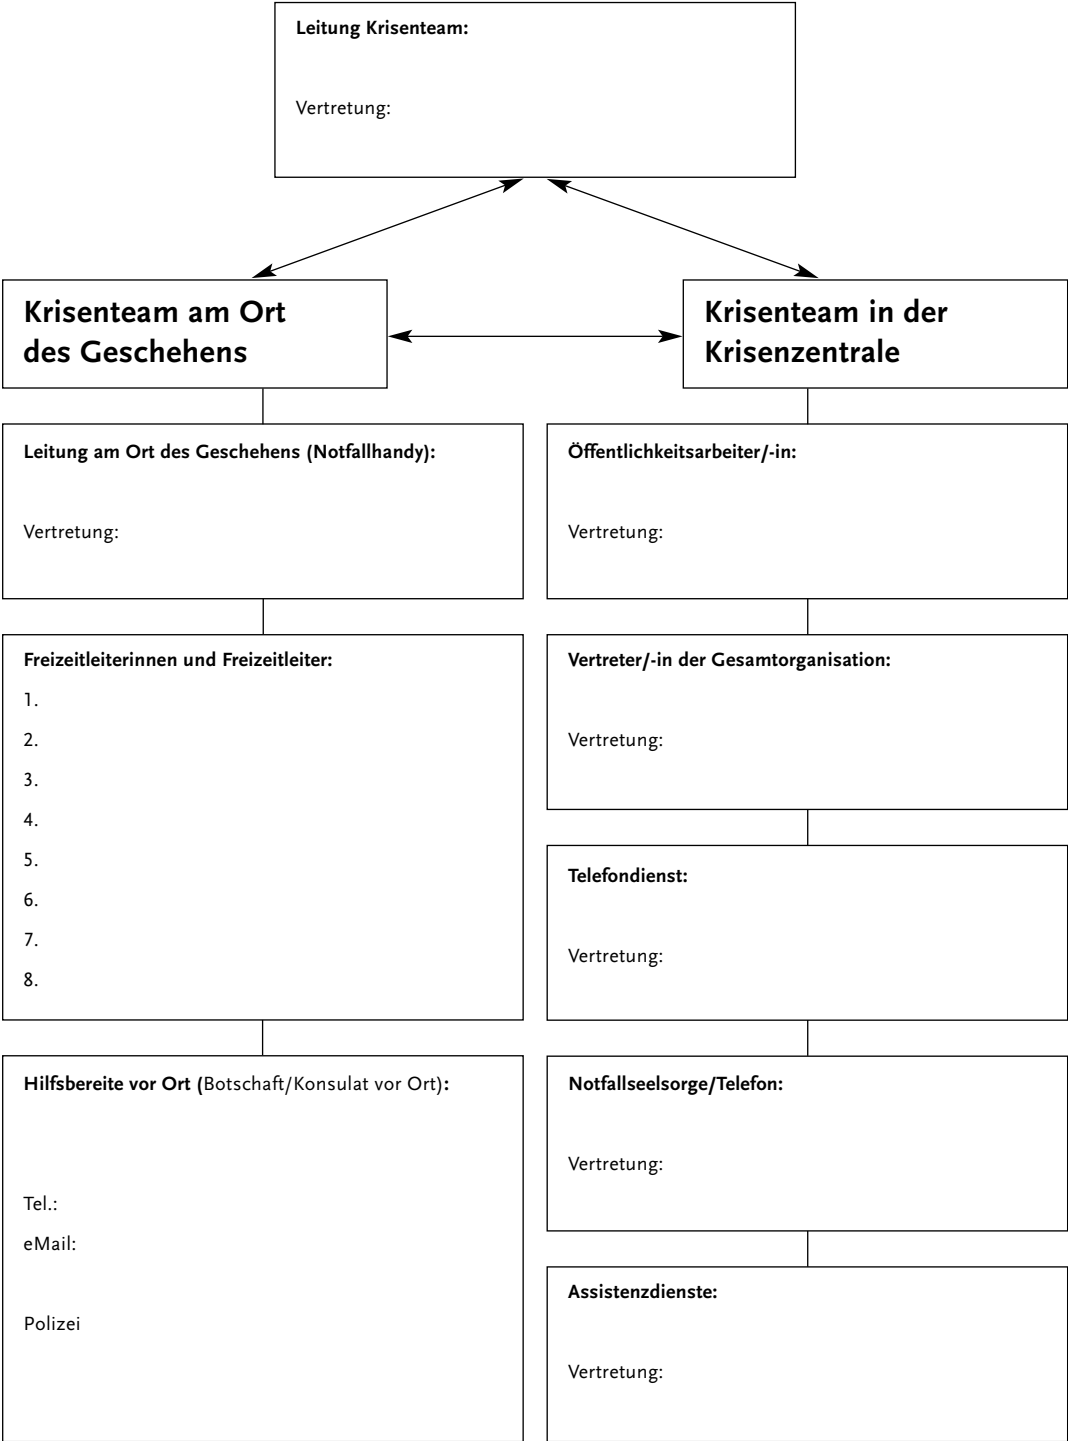 Leitung Krisenteam:
Vertretung:
Krisenteam am Ort
des Geschehens
Krisenteam in der
Krisenzentrale
Leitung am Ort des Geschehens (Notfallhandy):
Vertretung:
Freizeitleiterinnen und Freizeitleiter:
1.
2.
3.
4.
5.
6.
7.
8.
Hilfsbereite vor Ort (Botschaft/Konsulat vor Ort):
Tel.:
eMail:
Polizei
Öffentlichkeitsarbeiter/-in:
Vertretung:
Vertreter/-in der Gesamtorganisation:
Vertretung:
Telefondienst:
Vertretung:
Notfallseelsorge/Telefon:
Vertretung:
Assistenzdienste:
Vertretung: